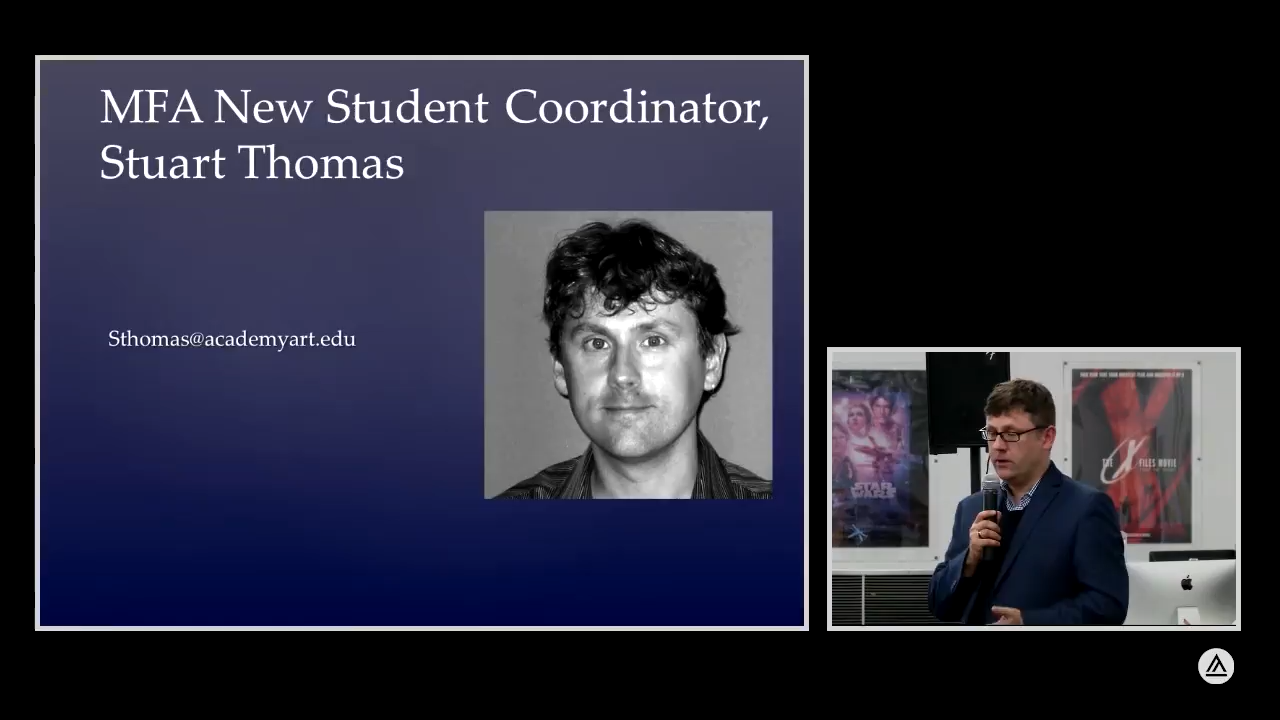 MFA New Student Coordinator,
Stuart Thomas
Sthomas@academyart.edu
STAR
WARS
THE X FILES MOVIE